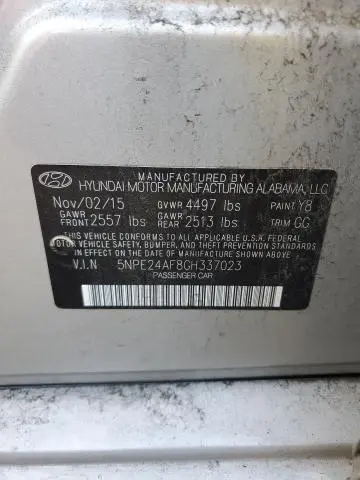 MANUFACTURED BY
HYUNDAI MOTOR MANUFACTURING ALABAMA, LLC
Nov/02/15 GVWR 4497 lbs PAINT Y8
GAWR FRONT 2557 lbs GAWR REAR 2513 lbs TRIM GG
THIS VEHICLE CONFORMS TO ALL APPLICABLE U.S.A. FEDERAL
MOTOR VEHICLE SAFETY, BUMPER, AND THEFT PREVENTION STANDARDS
IN EFFECT ON THE DATE OF MANUFACTURE SHOWN ABOVE.
V.I.N 5NPE24AF8GH337023
PASSENGER CAR